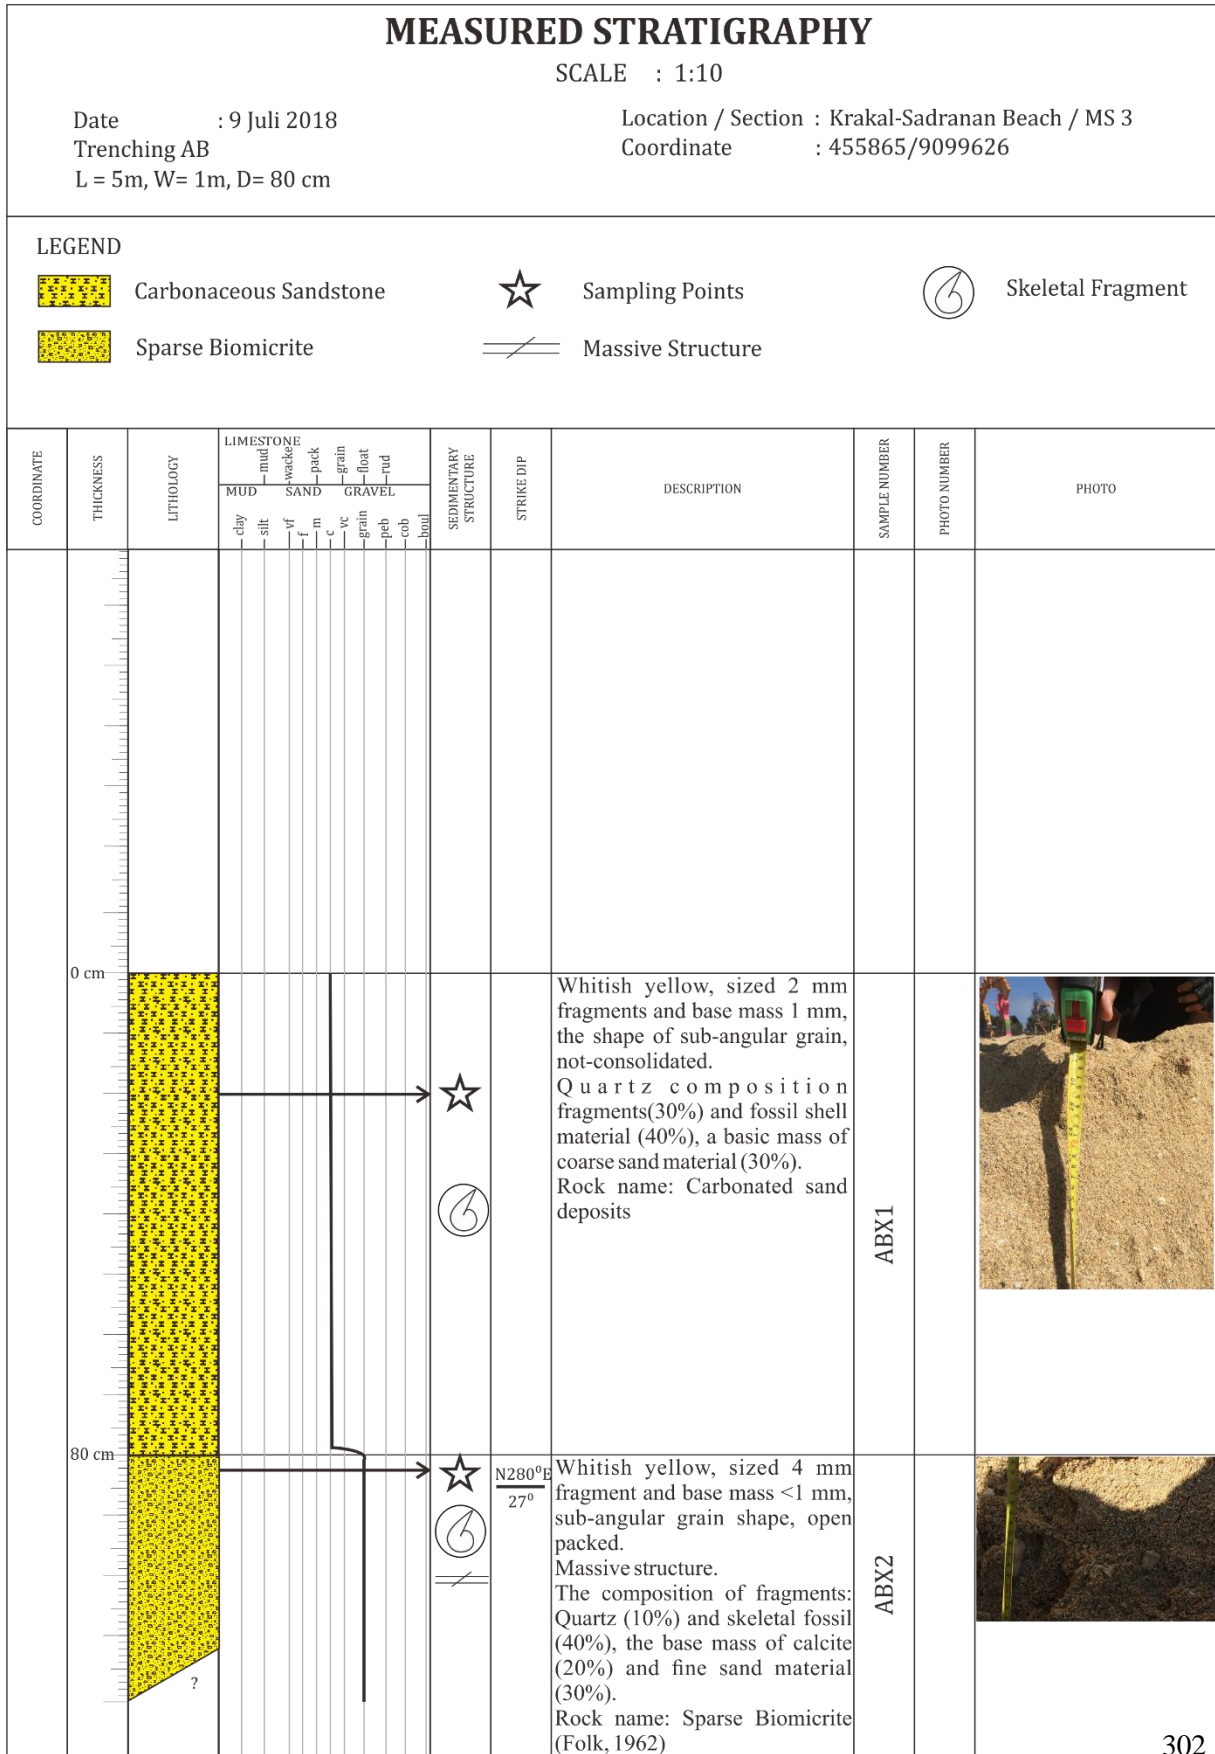 MEASURED STRATIGRAPHY
SCALE : 1:10
Date : 9 Juli 2018
Trenching AB
L = 5m, W= 1m, D= 80 cm
Location / Section : Krakal-Sadranan Beach / MS 3
Coordinate : 455865/9099626
LEGEND
Carbonaceous Sandstone
Sampling Points
Skeletal Fragment
Sparse Biomicrite
Massive Structure
COORDINATE
THICKNESS
LITHOLOGY
LIMESTONE
mud
wacke
pack
grain
float
rud
MUD SAND GRAVEL
clay
silt
vf
f
m
c
vc
grain
peb
cob
boul
SEDIMENTARY
STRUCTURE
STRIKE DIP
DESCRIPTION
SAMPLE NUMBER
PHOTO NUMBER
PHOTO
0 cm
Whitish yellow, sized 2 mm
fragments and base mass 1 mm,
the shape of sub-angular grain,
not-consolidated.
Quartz composition
fragments(30%) and fossil shell
material (40%), a basic mass of
coarse sand material (30%).
Rock name: Carbonated sand
deposits
ABX1
80 cm
N280⁰E
27⁰
Whitish yellow, sized 4 mm
fragment and base mass <1 mm,
sub-angular grain shape, open
packed.
Massive structure.
The composition of fragments:
Quartz (10%) and skeletal fossil
(40%), the base mass of calcite
(20%) and fine sand material
(30%).
Rock name: Sparse Biomicrite
(Folk, 1962)
ABX2
?
302